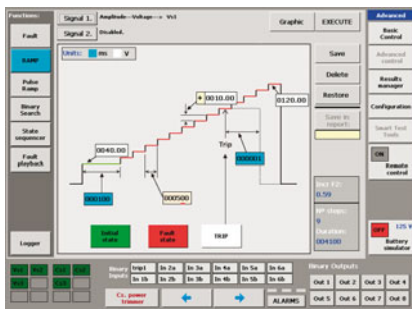 Functions:
Fault
RAMP
Pulse Ramp
Binary Search
State sequencer
Fault playback
Logger
Signal 1. Amplitude--Voltage--> Vs1
Signal 2. Disabled.
Graphic EXECUTE
Units: ms V
+ 0010.00
0120.00
Trip
0040.00
000001
000100
000500
Initial state
Fault state
TRIP
Save
Delete
Restore
Save in report:
0.59
Nº steps:
9
Duration:
004100
Advanced
Basic Control
Advanced control
Results manager
Configuration
Smart Test Tools
ON
Remote control
OFF 125 V
Battery simulator
Binary Inputs
trip1 In 2a In 3a In 4a In 5a In 6a
In 1b In 2b In 3b In 4b In 5b In 6b
Cs. power trimmer
ALARMS
Binary Outputs
Out 1 Out 2 Out 3 Out 4
Out 5 Out 6 Out 7 Out 8